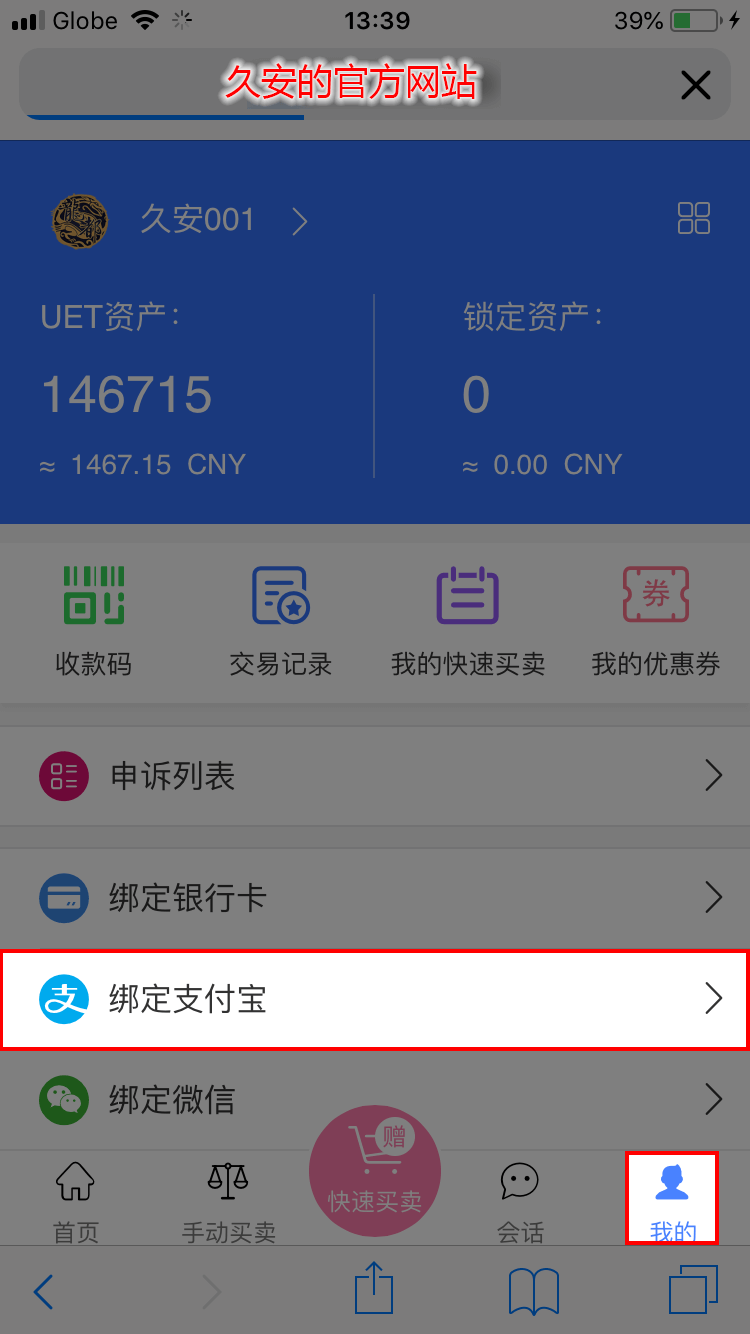 Globe 13:39 39%
久安的官方网站
久安001
UET资产: 锁定资产:
146715 0
≈ 1467.15 CNY ≈ 0.00 CNY
券
收款码 交易记录 我的快速买卖 我的优惠券
申诉列表
绑定银行卡
支 绑定支付宝
绑定微信
赠
快速买卖
首页 手动买卖 会话 我的